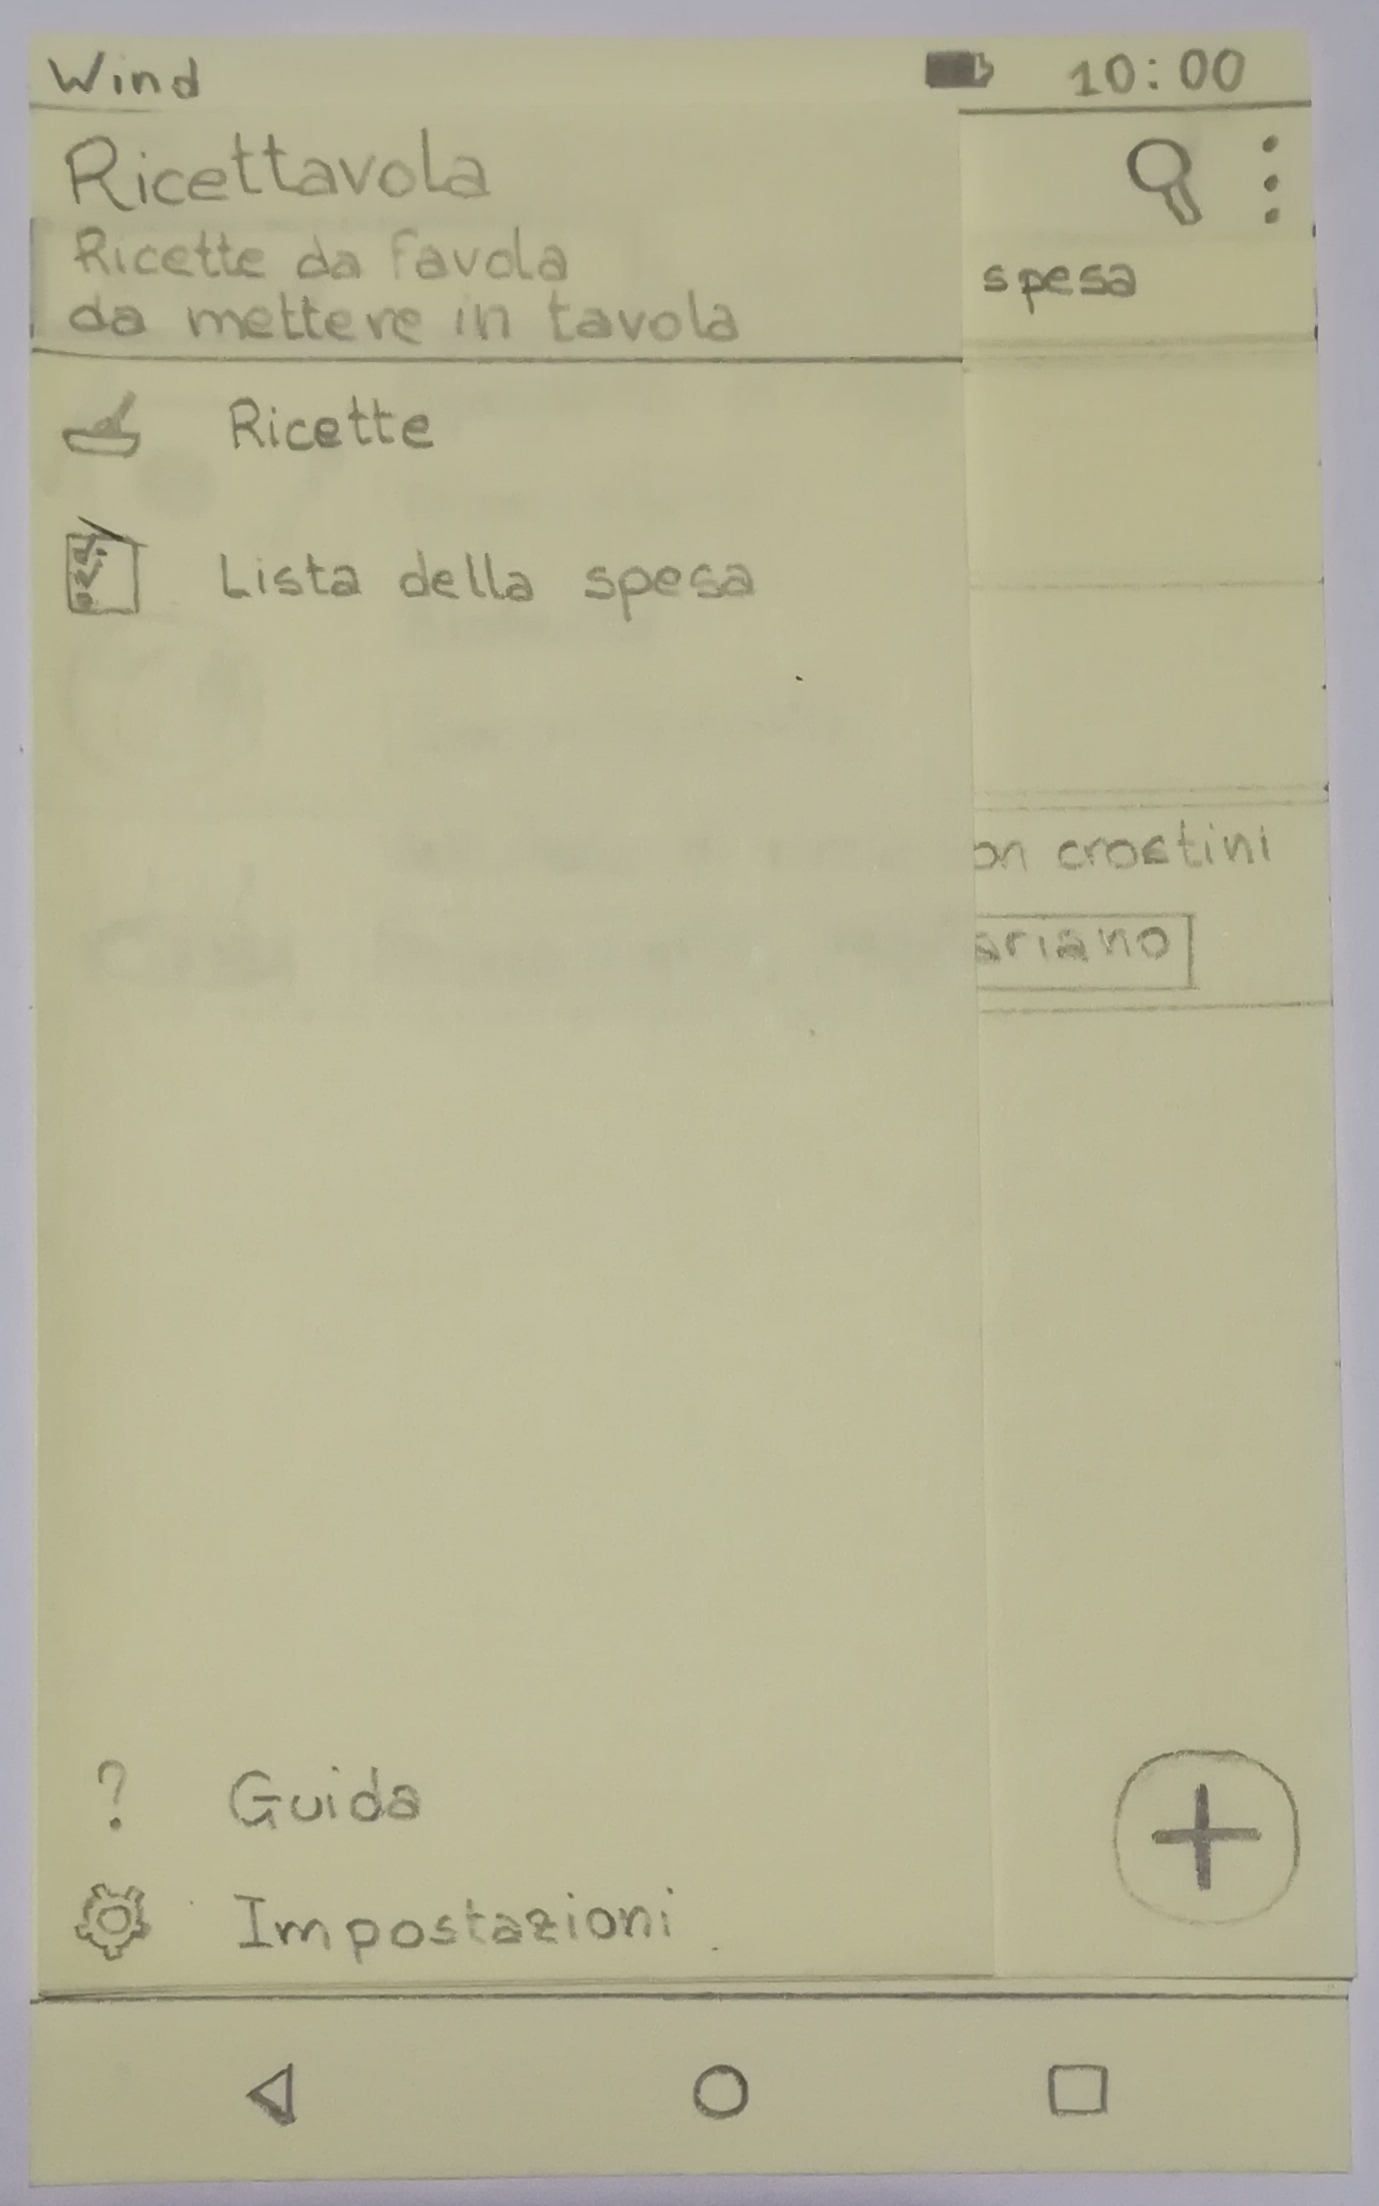 Wind 10:00
Ricettavola
Ricette da favola
da mettere in tavola
spesa
Ricette
Lista della spesa
on crostini
ariano
? Guida
Impostazioni